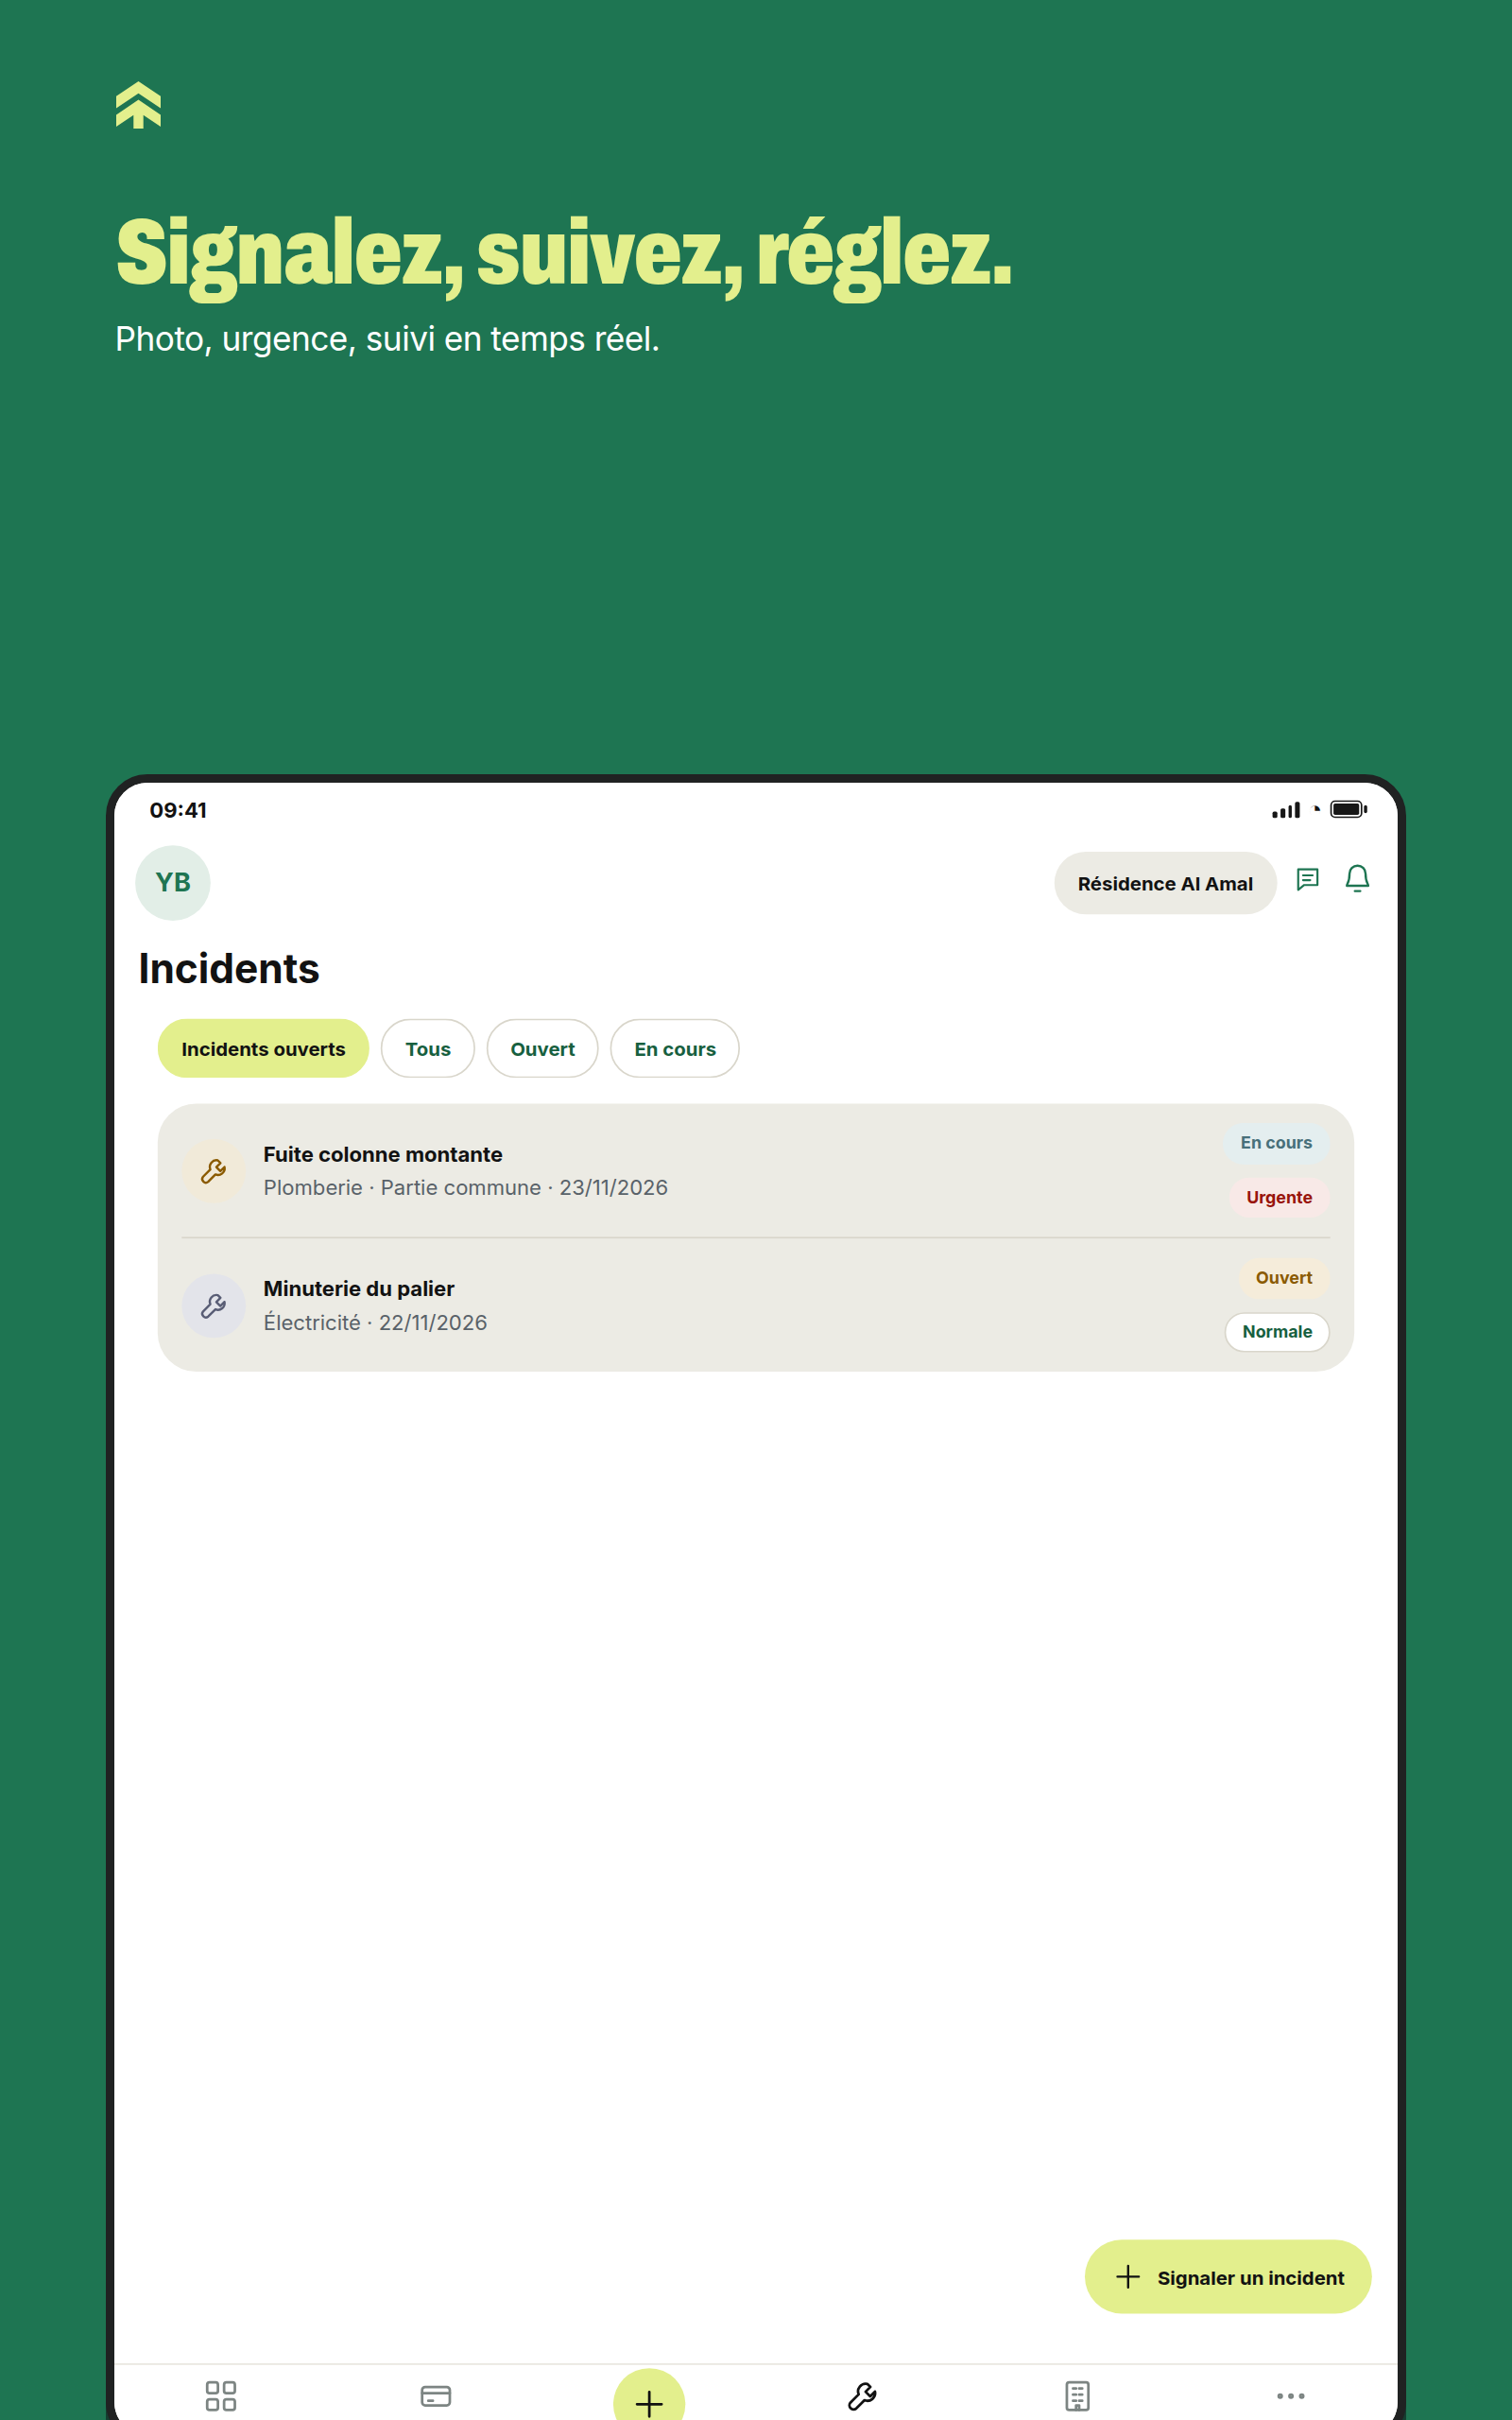 Signalez, suivez, réglez.
Photo, urgence, suivi en temps réel.
09:41
YB
Résidence Al Amal
Incidents
Incidents ouverts
Tous
Ouvert
En cours
Fuite colonne montante
En cours
Plomberie · Partie commune · 23/11/2026
Urgente
Minuterie du palier
Ouvert
Électricité · 22/11/2026
Normale
Signaler un incident